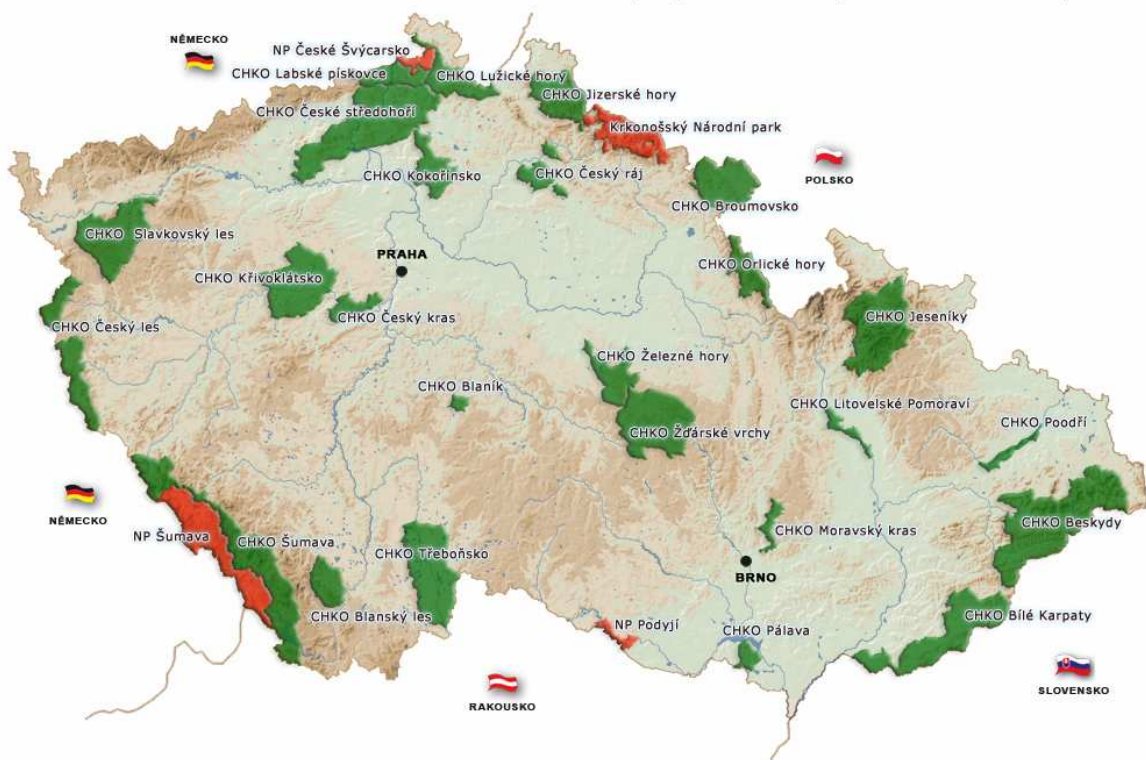 NĚMECKO
NP České Švýcarsko
CHKO Labské pískovce
CHKO Lužické hory
CHKO Jizerské hory
CHKO České středohoří
Krkonošský Národní park
CHKO Kokořínsko
CHKO Český ráj
POLSKO
CHKO Broumovsko
CHKO Slavkovský les
PRAHA
CHKO Křivoklátsko
CHKO Orlické hory
CHKO Český kras
CHKO Jeseníky
CHKO Český les
CHKO Železné hory
CHKO Blaník
CHKO Litovelské Pomoraví
CHKO Poodří
CHKO Žďárské vrchy
NĚMECKO
NP Šumava
CHKO Šumava
CHKO Třeboňsko
CHKO Moravský kras
CHKO Beskydy
BRNO
CHKO Blanský les
NP Podyjí
CHKO Pálava
CHKO Bílé Karpaty
RAKOUSKO
SLOVENSKO